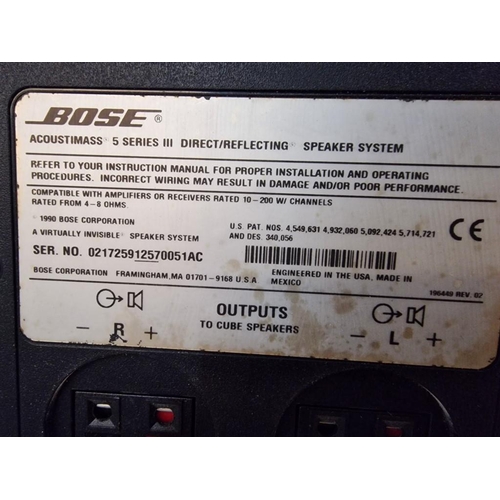 BOSE ®
ACOUSTIMASS® 5 SERIES III DIRECT/REFLECTING® SPEAKER SYSTEM
REFER TO YOUR INSTRUCTION MANUAL FOR PROPER INSTALLATION AND OPERATING
PROCEDURES. INCORRECT WIRING MAY RESULT IN DAMAGE AND/OR POOR PERFORMANCE.
COMPATIBLE WITH AMPLIFIERS OR RECEIVERS RATED 10-200 W/ CHANNELS
RATED FROM 4-8 OHMS.
©1990 BOSE CORPORATION
U.S. PAT. NOS. 4,549,631 4,932,060 5,092,424 5,714,721
AND DES. 340,056
CE
A VIRTUALLY INVISIBLE® SPEAKER SYSTEM
SER. NO. 021725912570051AC
BOSE CORPORATION FRAMINGHAM, MA 01701-9168 U S A
ENGINEERED IN THE USA. MADE IN
MEXICO
196449 REV. 02
OUTPUTS
TO CUBE SPEAKERS
- R +
- L +